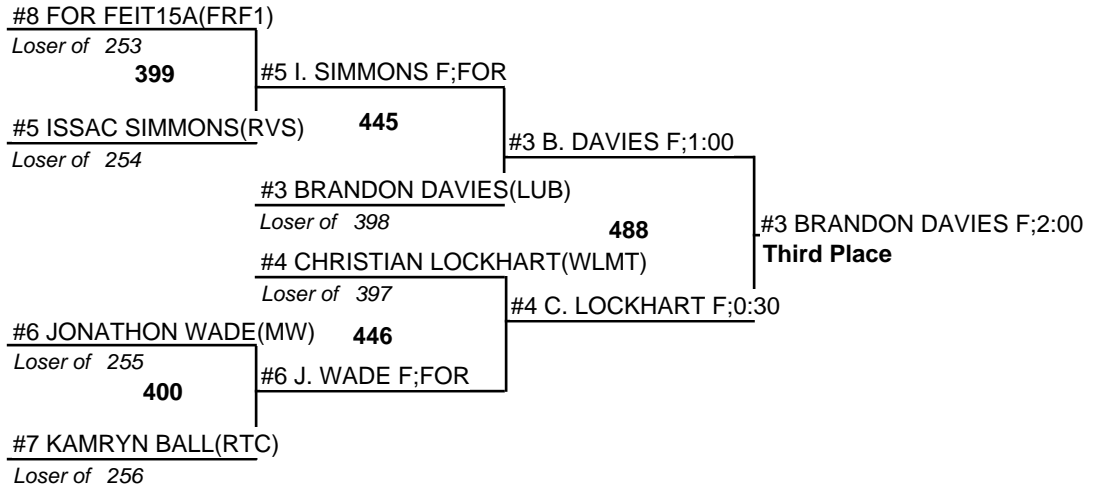 #8 FOR FEIT15A(FRF1)
Loser of 253
399
#5 I. SIMMONS F;FOR
#5 ISSAC SIMMONS(RVS)
445
Loser of 254
#3 B. DAVIES F;1:00
#3 BRANDON DAVIES(LUB)
Loser of 398
488
#3 BRANDON DAVIES F;2:00
Third Place
#4 CHRISTIAN LOCKHART(WLMT)
Loser of 397
#4 C. LOCKHART F;0:30
#6 JONATHON WADE(MW)
446
Loser of 255
400
#6 J. WADE F;FOR
#7 KAMRYN BALL(RTC)
Loser of 256